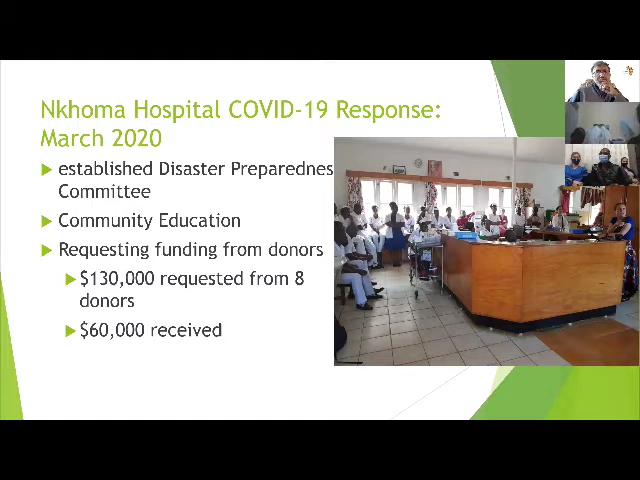 Nkhoma Hospital COVID-19 Response:
March 2020
established Disaster Preparednes
Committee
Community Education
Requesting funding from donors
$130,000 requested from 8
donors
$60,000 received